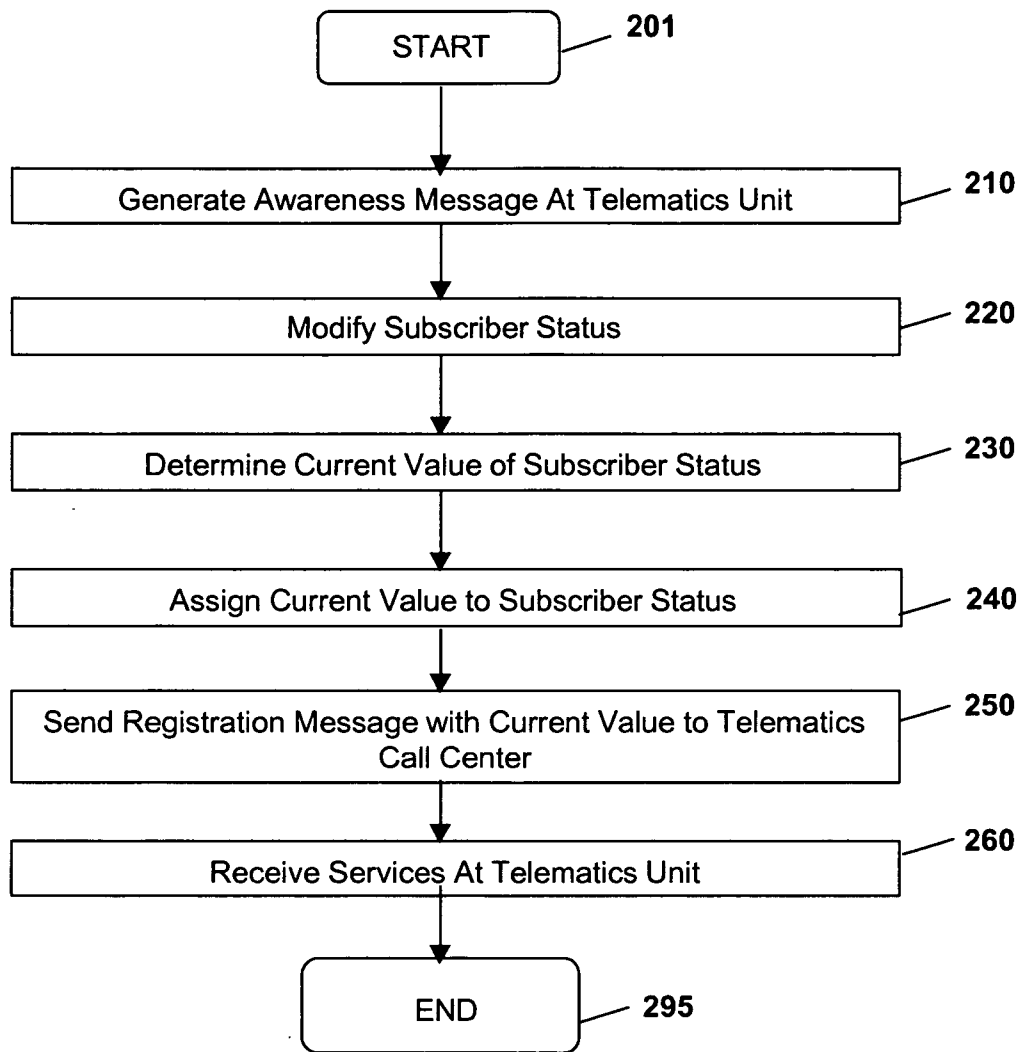 START
201
Generate Awareness Message At Telematics Unit
210
Modify Subscriber Status
220
Determine Current Value of Subscriber Status
230
Assign Current Value to Subscriber Status
240
Send Registration Message with Current Value to Telematics
Call Center
250
Receive Services At Telematics Unit
260
END
295